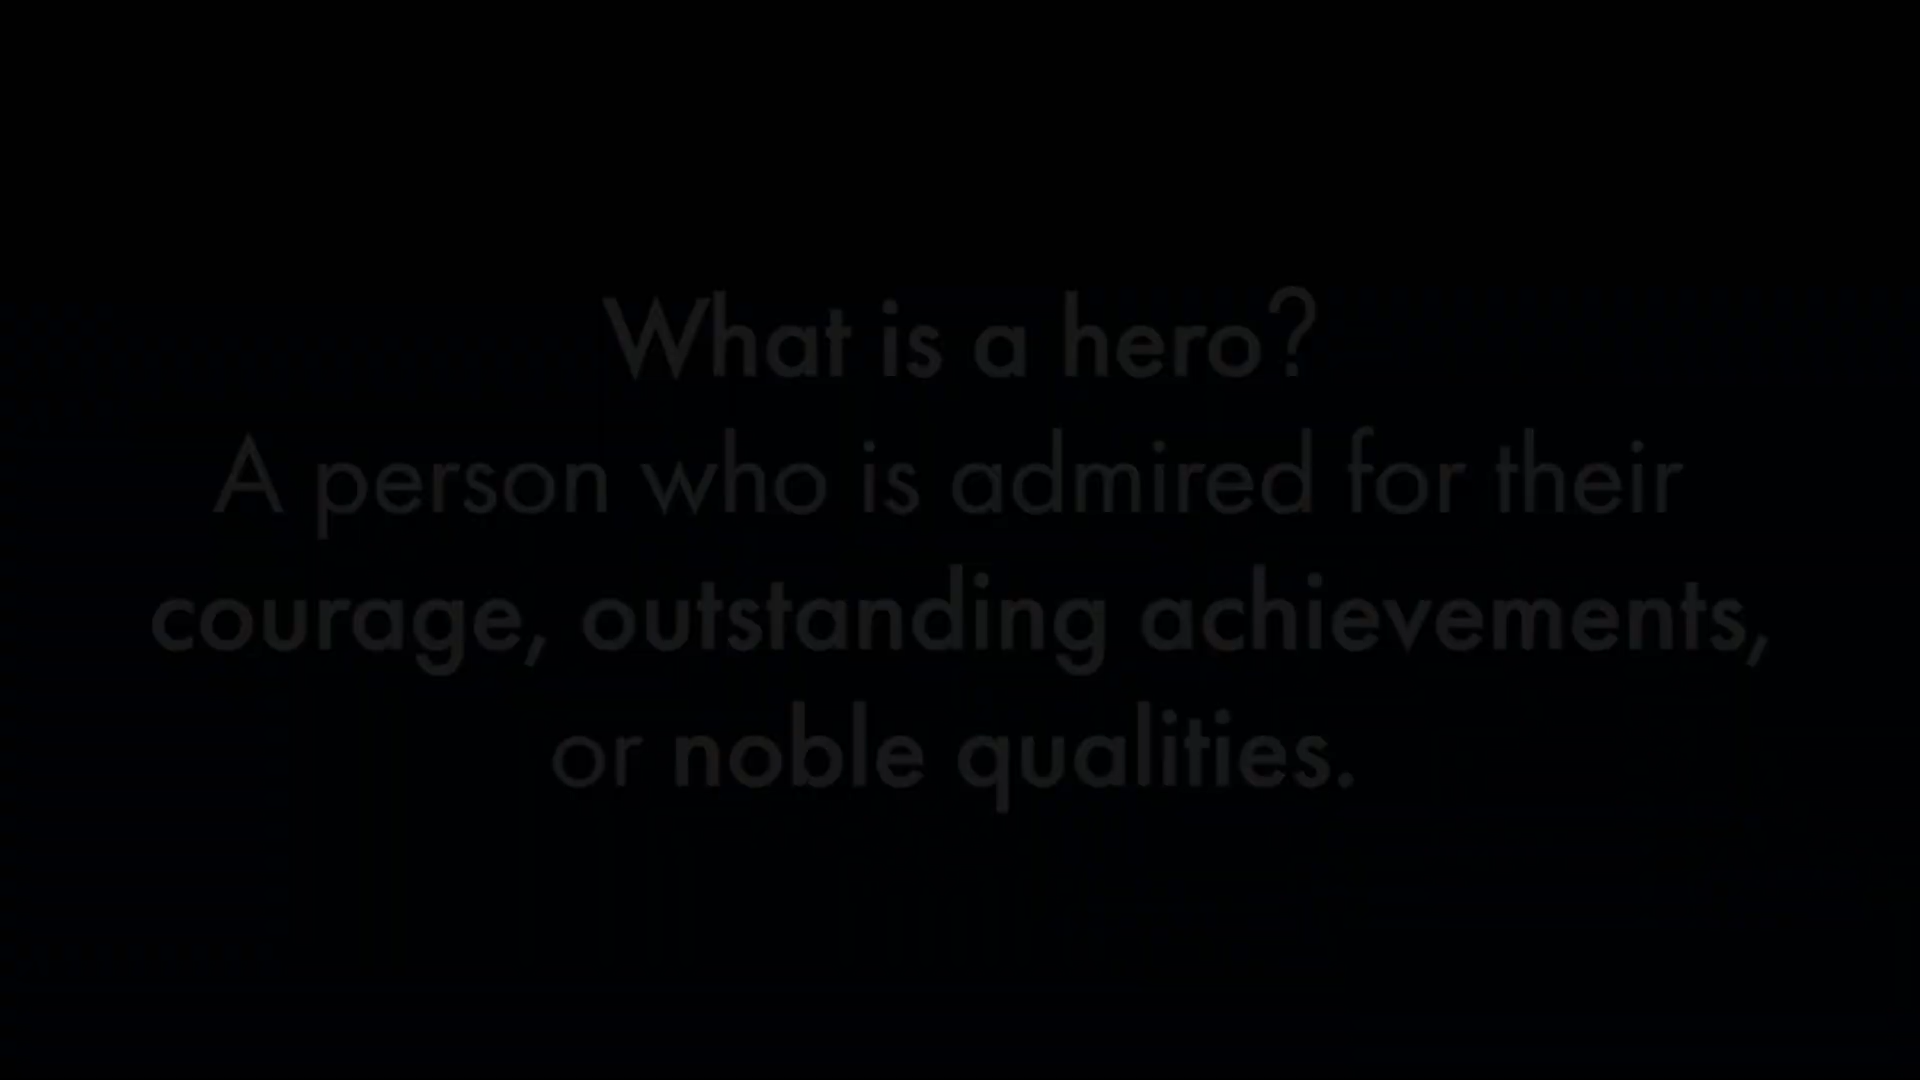 What is a hero?
A person who is admired for their
courage, outstanding achievements,
or noble qualities.